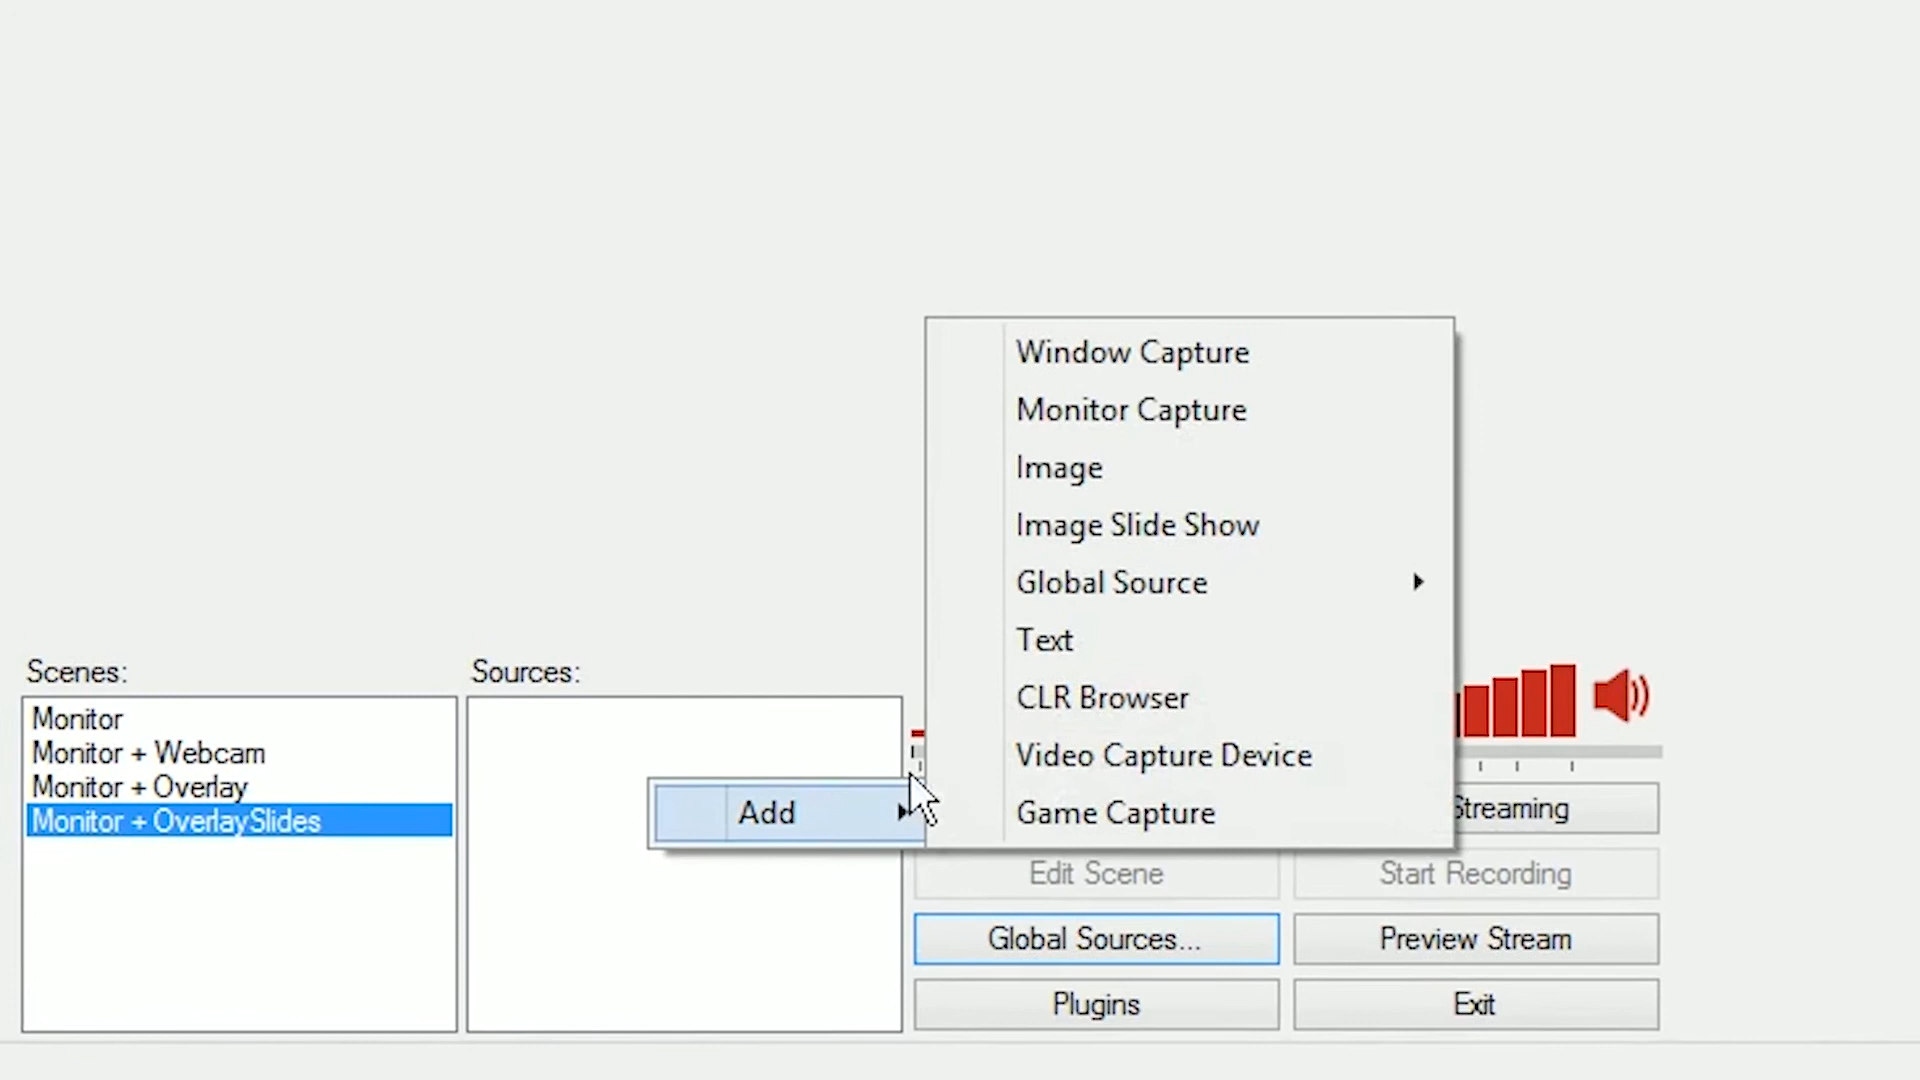 Window Capture
Monitor Capture
Image
Image Slide Show
Global Source
Text
CLR Browser
Video Capture Device
Game Capture
Scenes:
Monitor
Monitor + Webcam
Monitor + Overlay
Monitor + OverlaySlides
Sources:
Add
Streaming
Edit Scene
Start Recording
Global Sources...
Preview Stream
Plugins
Exit